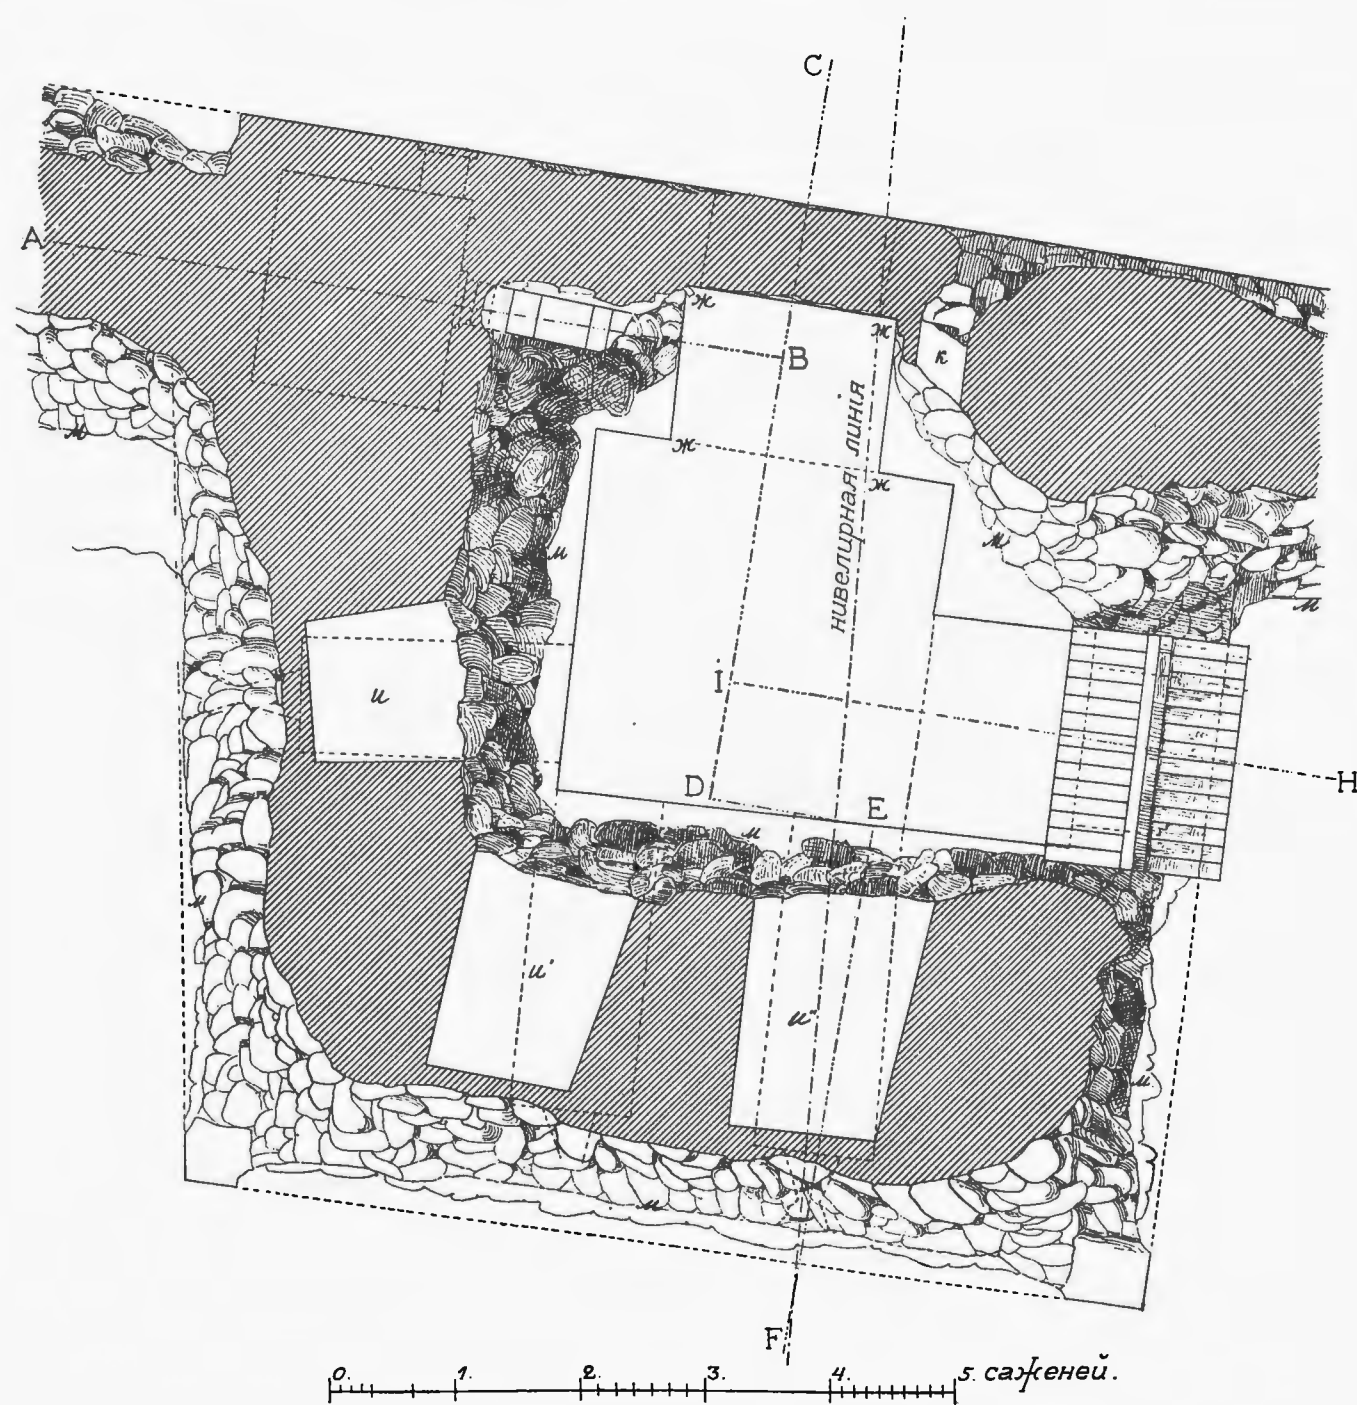 C
A
ж
ж
B
к
м
ж
ж
нивелирная линія
м
м
м
и
і
H
D
E
м
м
и'
и"
м
м
F
0. 1. 2. 3. 4. 5. саженей.